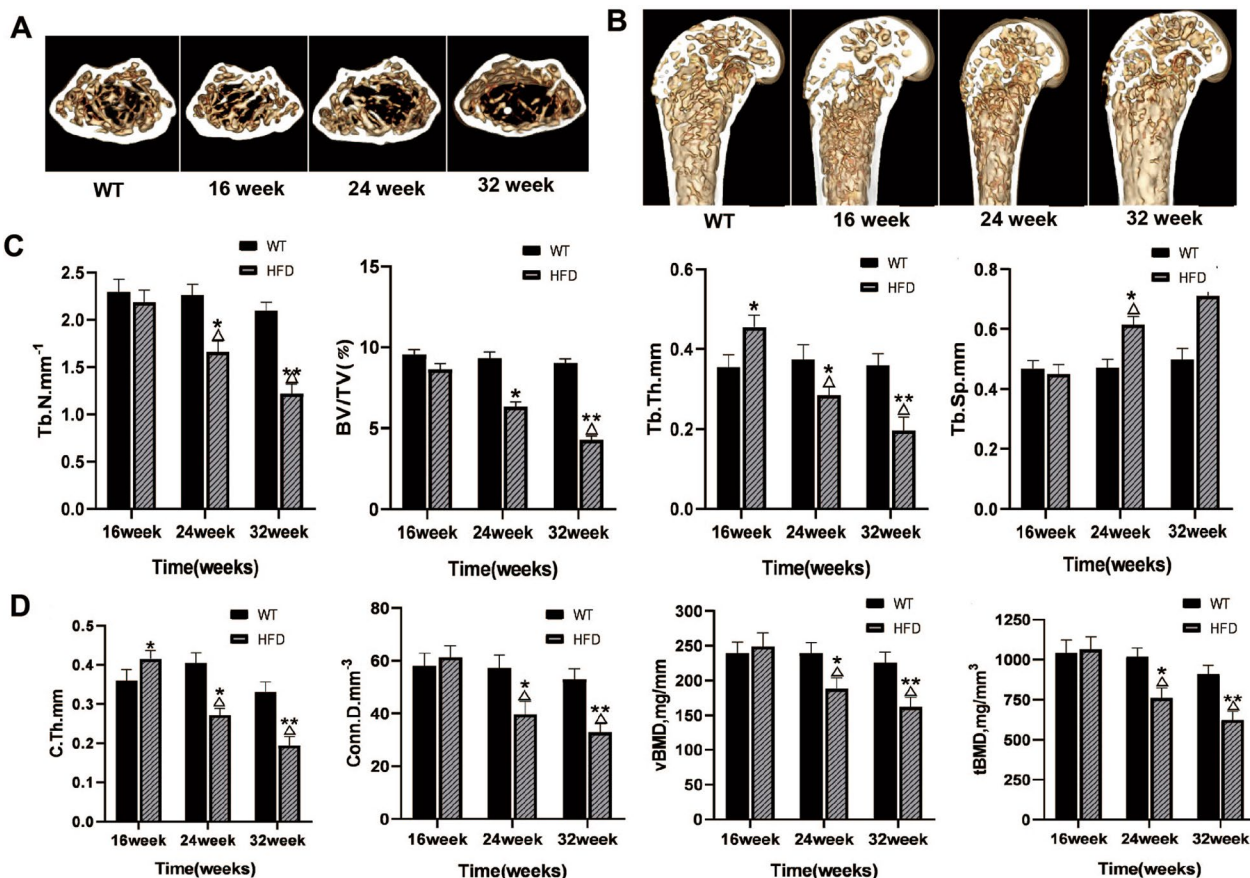 A
WT
16 week
24 week
32 week
B
WT
16 week
24 week
32 week
C
WT
HFD
Tb.N.mm-1
2.5
2.0
1.5
1.0
0.5
0.0
*
△
**
△
16week
24week
32week
Time(weeks)
WT
HFD
BV/TV(%)
15
10
5
0
*
**
△
16week
24week
32week
Time(weeks)
WT
HFD
Tb.Th.mm
0.6
0.4
0.2
0.0
*
*
△
**
△
16week
24week
32week
Time(weeks)
WT
HFD
Tb.Sp.mm
0.8
0.6
0.4
0.2
0.0
*
△
16week
24week
32week
Time(weeks)
D
WT
HFD
C.Th.mm
0.5
0.4
0.3
0.2
0.1
0.0
*
*
△
**
△
16week
24week
32week
Time(weeks)
WT
HFD
Conn.D.mm-3
80
60
40
20
0
*
△
**
△
16week
24week
32week
Time(weeks)
WT
HFD
vBMD,mg/mm
300
250
200
150
100
50
0
*
△
**
△
16week
24week
32week
Time(weeks)
WT
HFD
tBMD,mg/mm3
1250
1000
750
500
250
0
*
△
**
△
16week
24week
32week
Time(weeks)